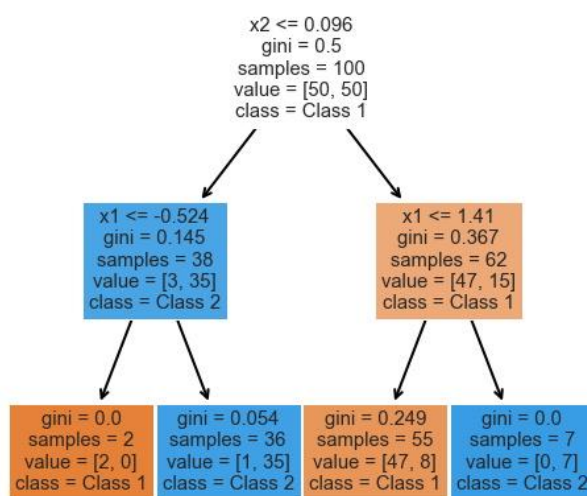 x2 <= 0.096
gini = 0.5
samples = 100
value = [50, 50]
class = Class 1
x1 <= -0.524
gini = 0.145
samples = 38
value = [3, 35]
class = Class 2
x1 <= 1.41
gini = 0.367
samples = 62
value = [47, 15]
class = Class 1
gini = 0.0
samples = 2
value = [2, 0]
class = Class 1
gini = 0.054
samples = 36
value = [1, 35]
class = Class 2
gini = 0.249
samples = 55
value = [47, 8]
class = Class 1
gini = 0.0
samples = 7
value = [0, 7]
class = Class 2